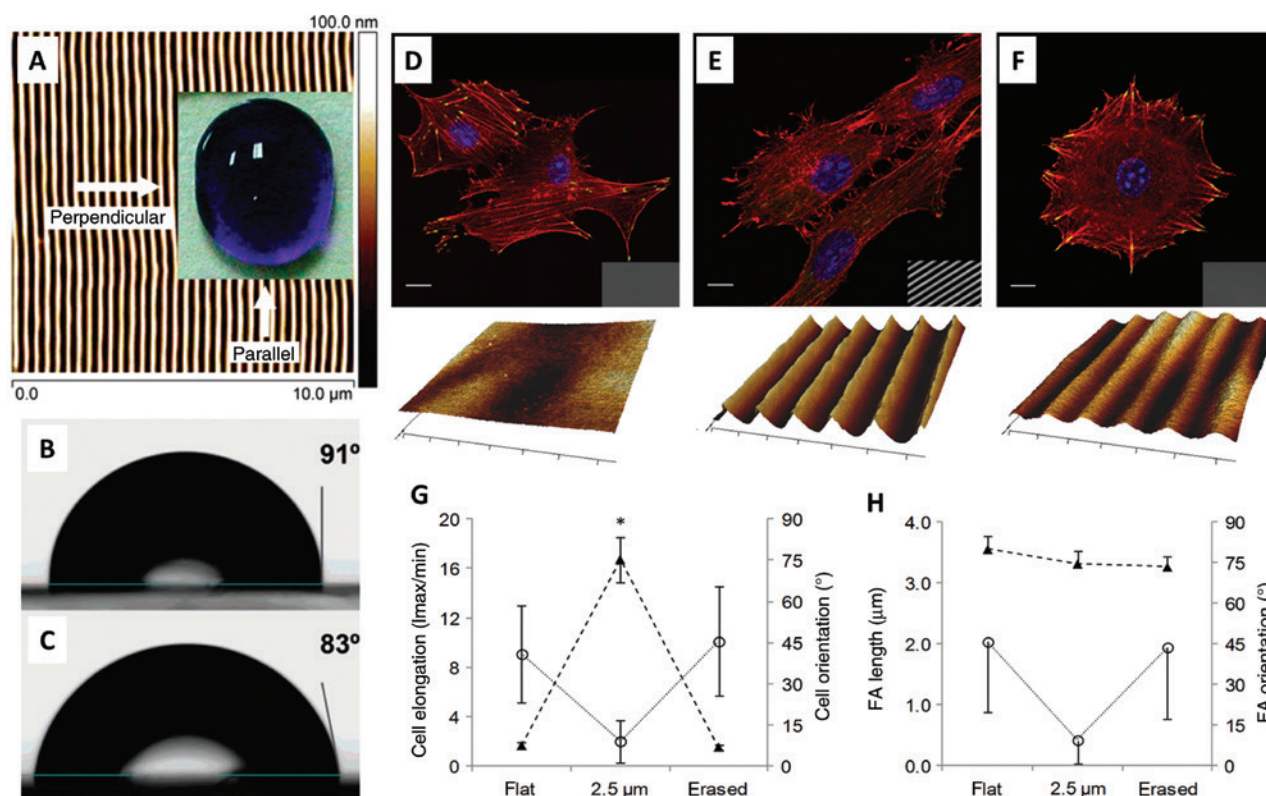 A
100.0 nm
Perpendicular
Parallel
0.0
10.0 µm
B
91º
C
83º
D
E
F
G
20
16
12
8
4
0
Cell elongation (lmax/min)
*
90
75
60
45
30
15
0
Cell orientation (°)
Flat
2.5 µm
Erased
H
4.0
3.0
2.0
1.0
0.0
FA length (µm)
90
75
60
45
30
15
0
FA orientation (°)
Flat
2.5 µm
Erased